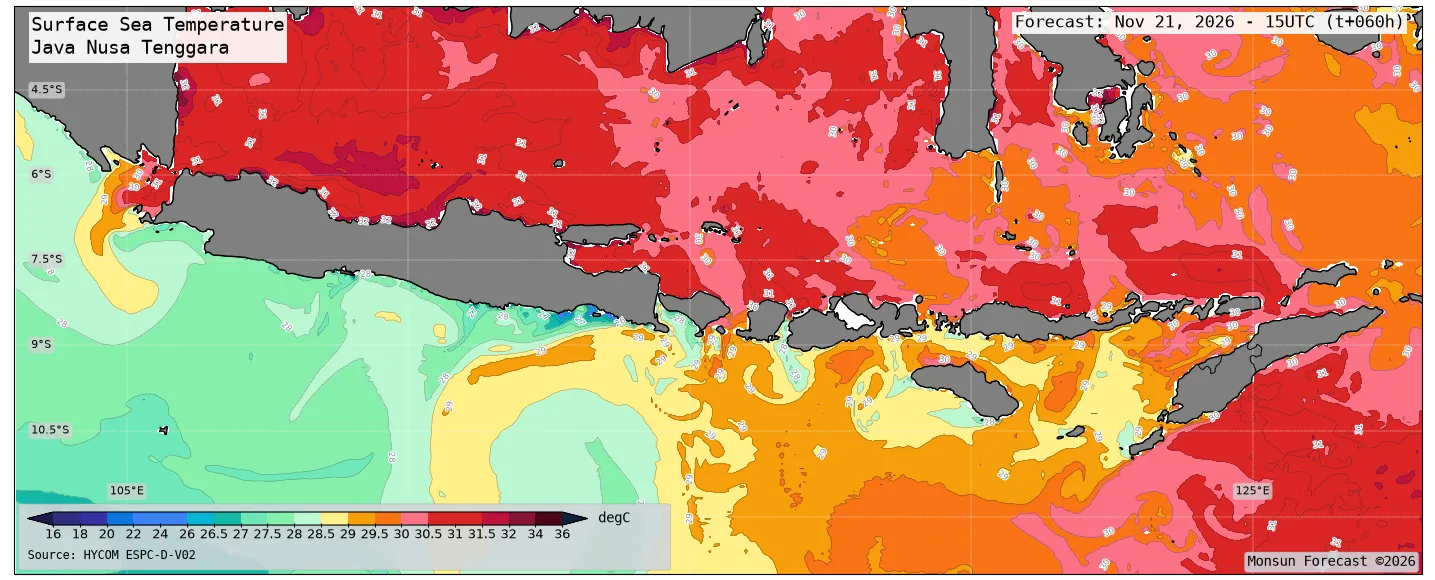 Surface Sea Temperature
Java Nusa Tenggara
Forecast: Nov 21, 2026 - 15UTC (t+060h)
4.5°S
6°S
7.5°S
9°S
10.5°S
105°E
125°E
degC
16 18 20 22 24 26 26.5 27 27.5 28 28.5 29 29.5 30 30.5 31 31.5 32 34 36
Source: HYCOM ESPC-D-V02
Monsun Forecast ©2026